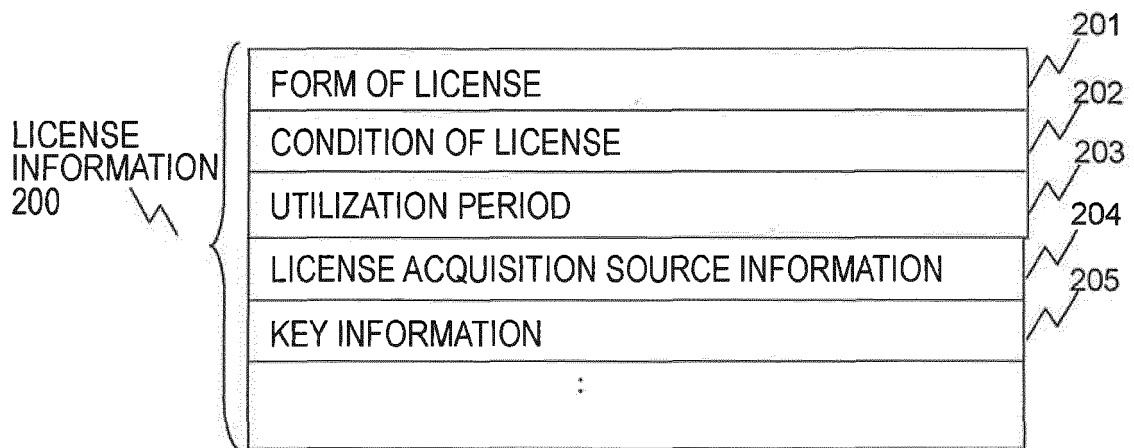 201
FORM OF LICENSE
202
CONDITION OF LICENSE
203
UTILIZATION PERIOD
204
LICENSE ACQUISITION SOURCE INFORMATION
205
KEY INFORMATION
:
LICENSE
INFORMATION
200